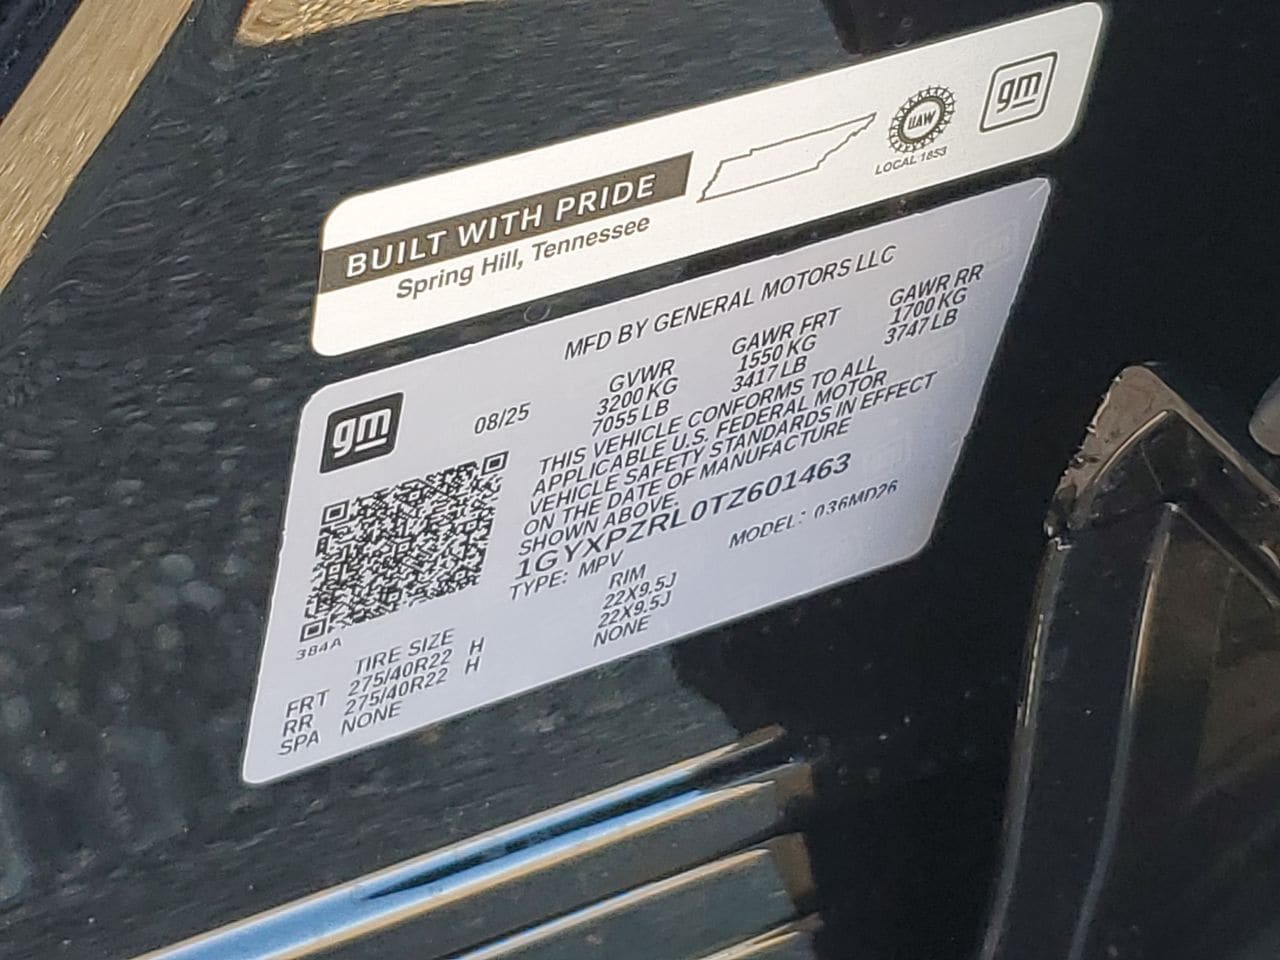 BUILT WITH PRIDE
Spring Hill, Tennessee
UAW
LOCAL 1853
gm
MFD BY GENERAL MOTORS LLC
gm
08/25
GVWR GAWR FRT GAWR RR
3200 KG 1550 KG 1700 KG
7055 LB 3417 LB 3747 LB
THIS VEHICLE CONFORMS TO ALL
APPLICABLE U.S. FEDERAL MOTOR
VEHICLE SAFETY STANDARDS IN EFFECT
ON THE DATE OF MANUFACTURE
SHOWN ABOVE.
1GYXPZRL0TZ601463
TYPE: MPV MODEL: 036MD26
384A
TIRE SIZE RIM
FRT 275/40R22 H 22X9.5J
RR 275/40R22 H 22X9.5J
SPA NONE NONE